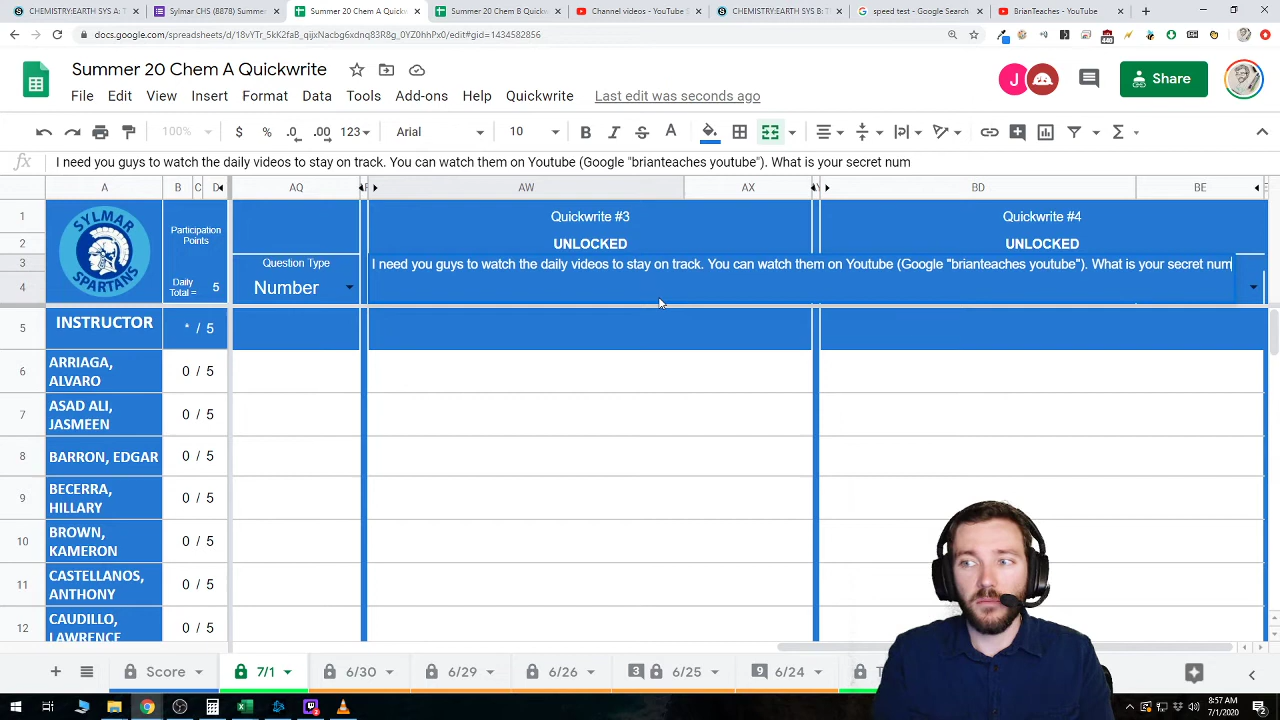 CHEMISTRY:EARTH SYS A: T
Sylmar CHS (8878) Summer
Summer 20 Chem A Quickwrite
Summer 20 Chem B Quickwrite
Channel videos - YouTube S
CHEMISTRY:EARTH SYS B: T
speed test - Google Search
BrianTeaches - YouTube
docs.google.com/spreadsheets/d/18vYTr_5kK2faB_qijxNacbg6xdnq83R8g_0YZ0hhPx0/edit#gid=1434582856
440
Summer 20 Chem A Quickwrite
File Edit View Insert Format Tools Add-ons Help Quickwrite Last edit was seconds ago
J
Share
100% $ % .0 .00 123 Arial 10 B I S A
fx I need you guys to watch the daily videos to stay on track. You can watch them on Youtube (Google "brianteaches youtube"). What is your secret num
A B C D AQ AW AX BD BE
1 2 3 4
SYLMAR
SPARTANS
Participation
Points
Daily
Total = 5
Question Type
Number
Quickwrite #3
UNLOCKED
Quickwrite #4
UNLOCKED
I need you guys to watch the daily videos to stay on track. You can watch them on Youtube (Google "brianteaches youtube"). What is your secret num
5 INSTRUCTOR * / 5
6 ARRIAGA, ALVARO 0 / 5
7 ASAD ALI, JASMEEN 0 / 5
8 BARRON, EDGAR 0 / 5
9 BECERRA, HILLARY 0 / 5
10 BROWN, KAMERON 0 / 5
11 CASTELLANOS, ANTHONY 0 / 5
12 CAUDILLO, LAWRENCE 0 / 5
Score 7/1 6/30 6/29 6/26 3 6/25 9 6/24 T
8:57 AM
7/1/2020
2